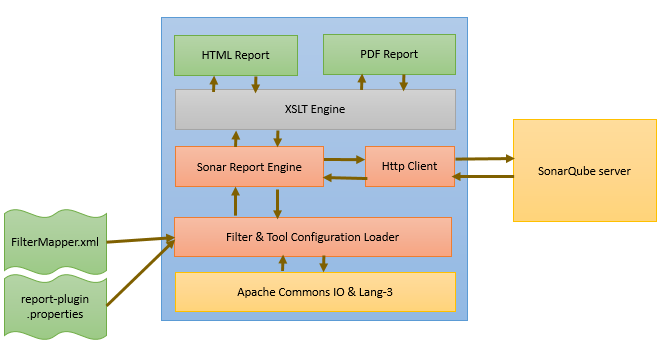 HTML Report
PDF Report
XSLT Engine
Sonar Report Engine
Http Client
SonarQube server
FilterMapper.xml
Filter & Tool Configuration Loader
report-plugin
.properties
Apache Commons IO & Lang-3